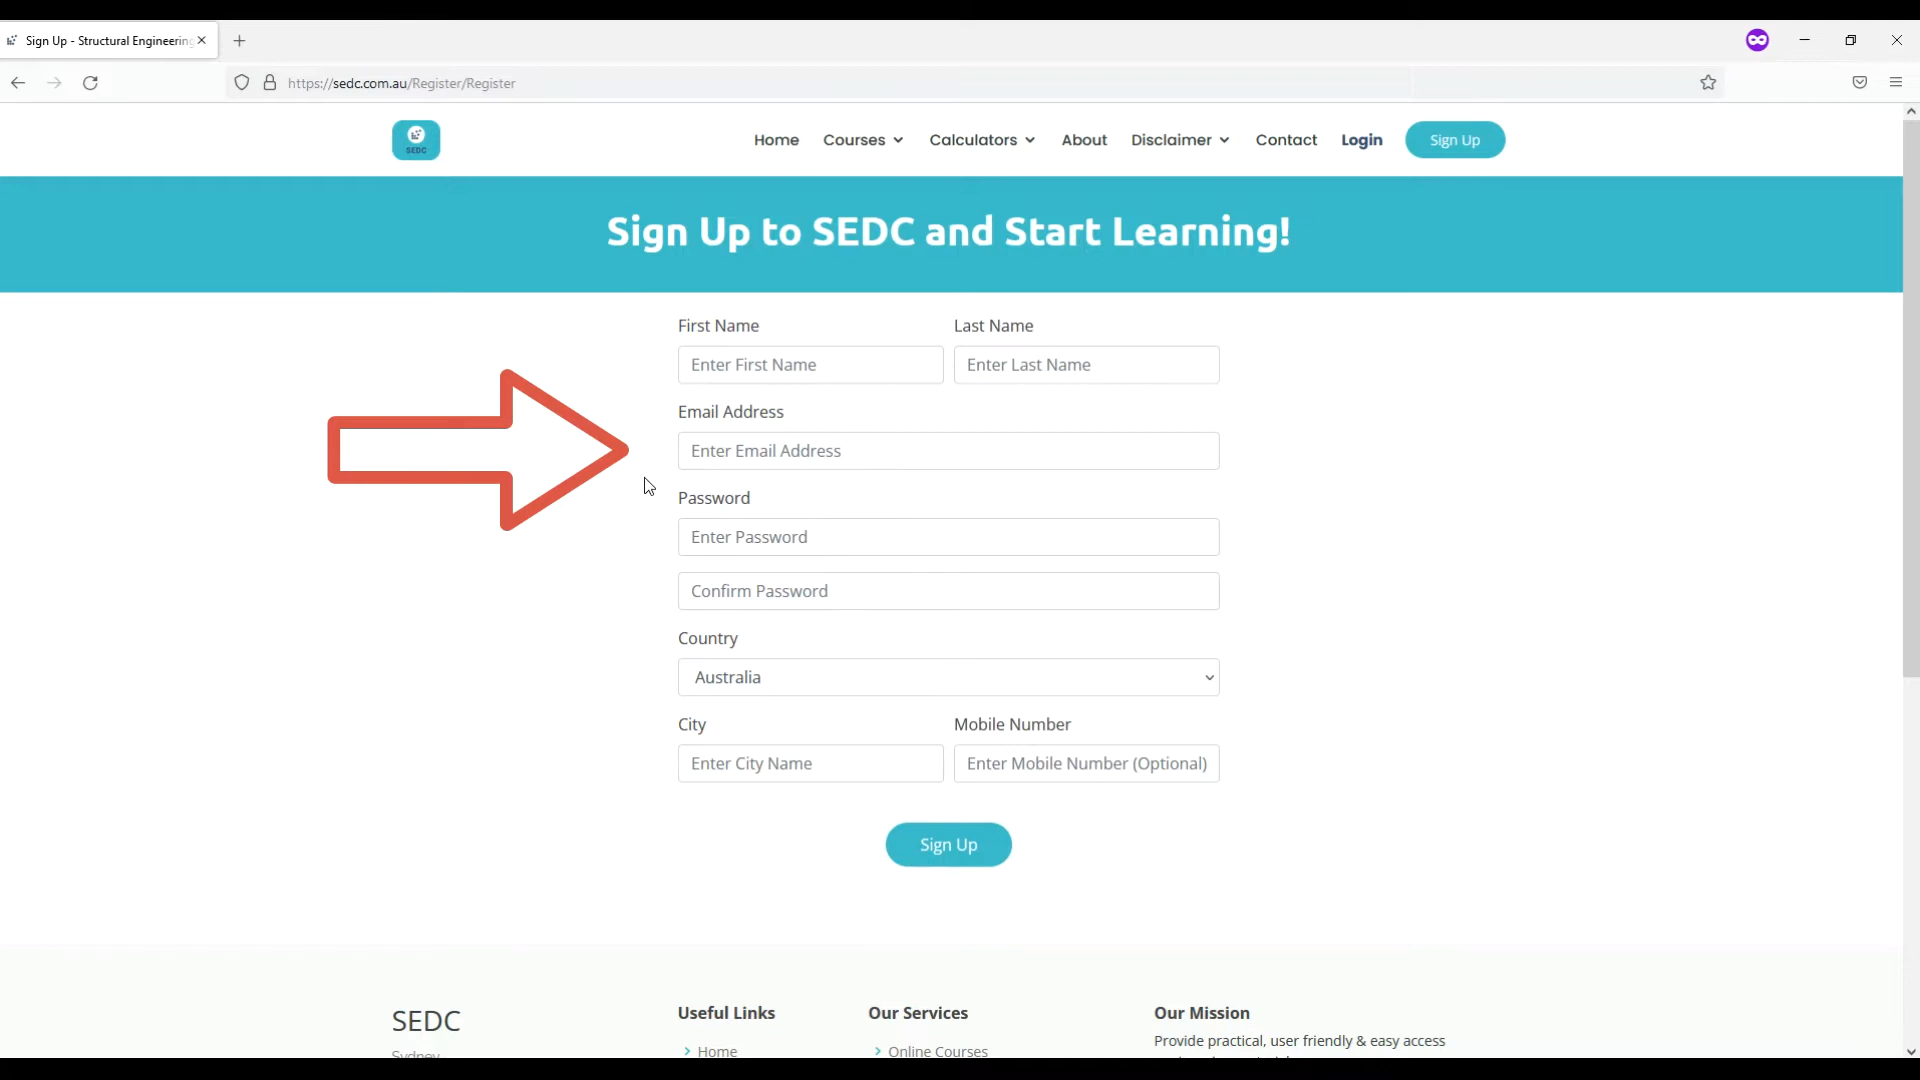 Sign Up - Structural Engineering
https://sedc.com.au/Register/Register
SEDC
Home Courses Calculators About Disclaimer Contact Login Sign Up
Sign Up to SEDC and Start Learning!
First Name Last Name
Enter First Name Enter Last Name
Email Address
Enter Email Address
Password
Enter Password
Confirm Password
Country
Australia
City Mobile Number
Enter City Name Enter Mobile Number (Optional)
Sign Up
SEDC Useful Links Our Services Our Mission
Provide practical, user friendly & easy access
Sydney Home Online Courses